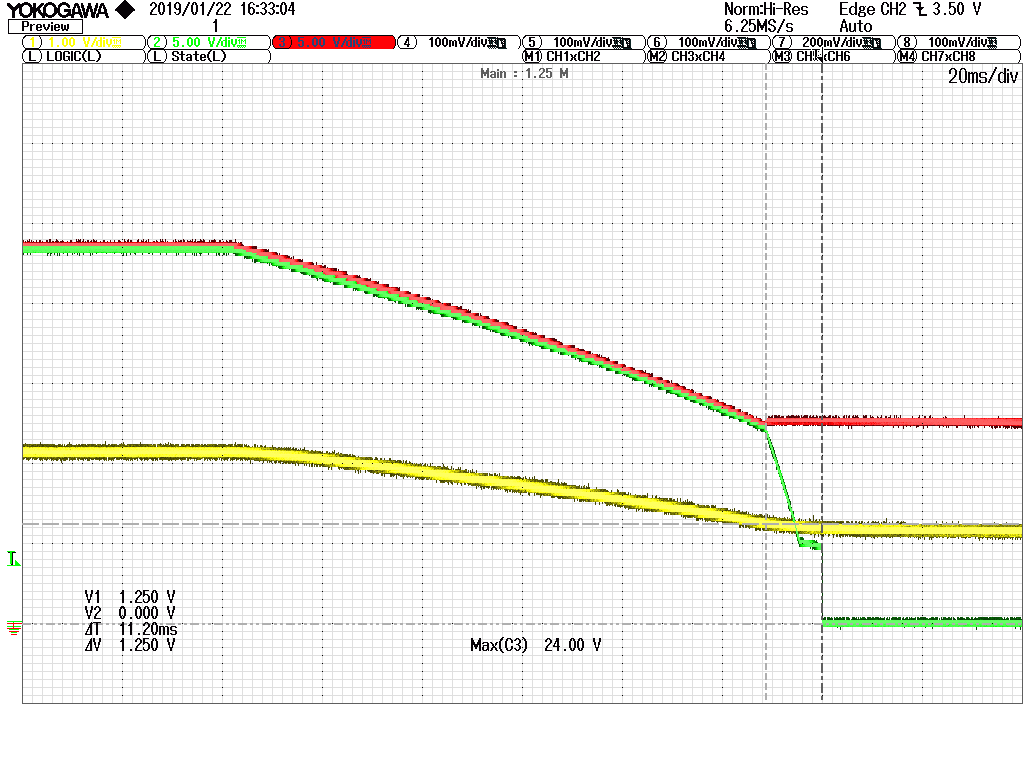 YOKOGAWA 2019/01/22 16:33:04 Norm:Hi-Res Edge CH2 3.50 V
Preview 1 6.25MS/s Auto
1 1.00 V/div 2 5.00 V/div 3 5.00 V/div 4 100mV/div 5 100mV/div 6 100mV/div 7 200mV/div 8 100mV/div
L LOGIC(L) L State(L) M1 CH1xCH2 M2 CH3xCH4 M3 M4 CH7xCH8
Main : 1.25 M 20ms/div
V1 1.250 V
V2 0.000 V
ΔT 11.20ms
ΔV 1.250 V Max(C3) 24.00 V